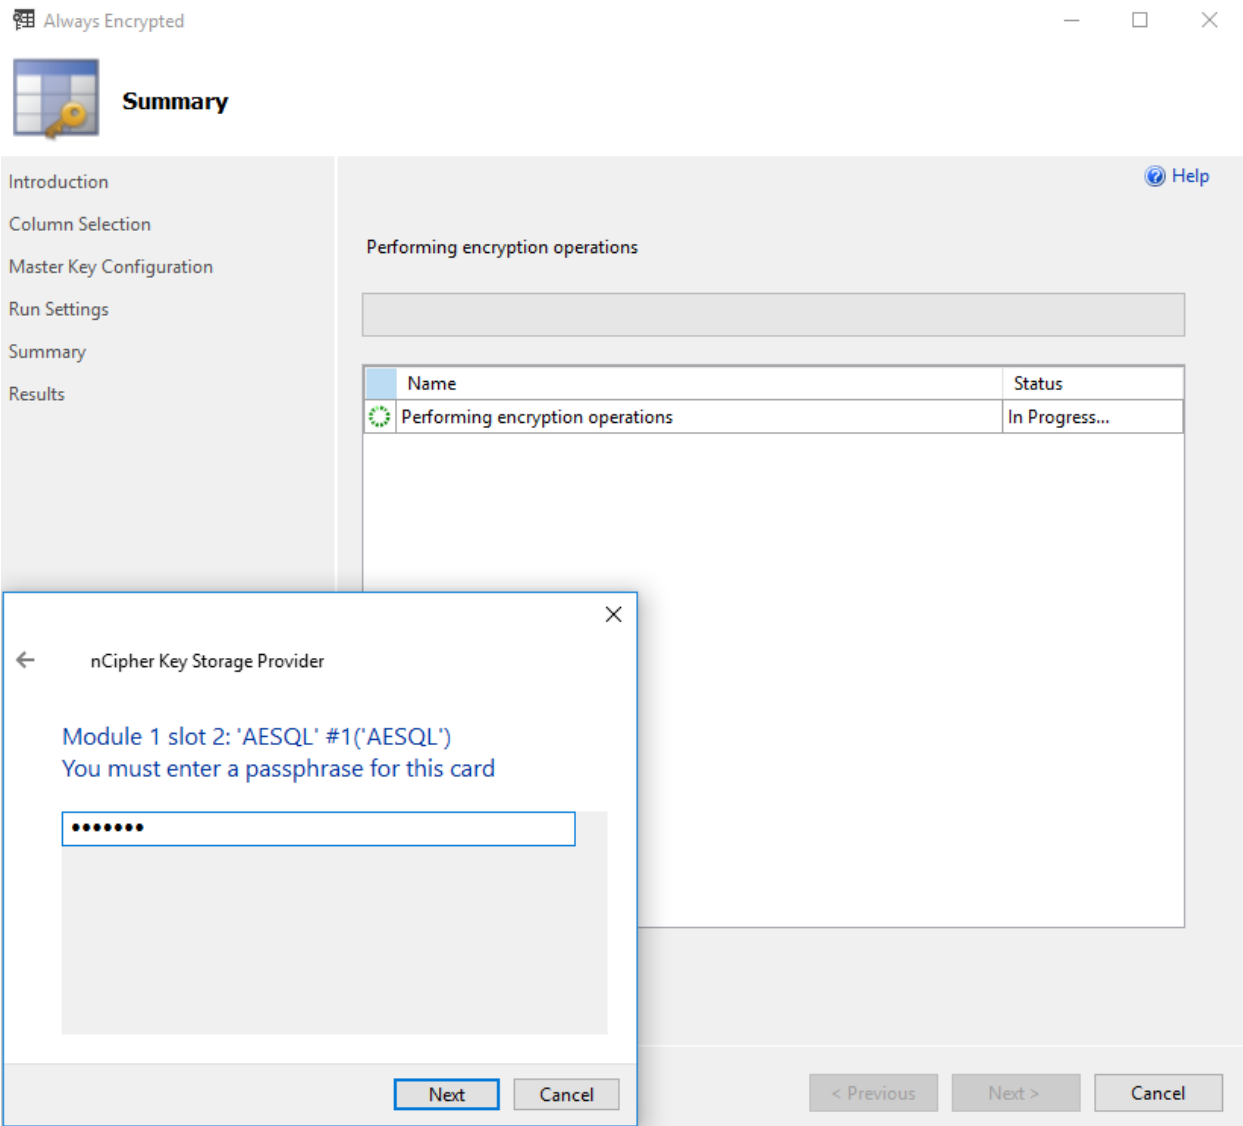 Always Encrypted
Summary
Introduction
Column Selection
Master Key Configuration
Run Settings
Summary
Results
Help
Performing encryption operations
Name Status
Performing encryption operations In Progress...
nCipher Key Storage Provider
Module 1 slot 2: 'AESQL' #1('AESQL')
You must enter a passphrase for this card
•••••••
Next Cancel
< Previous Next > Cancel